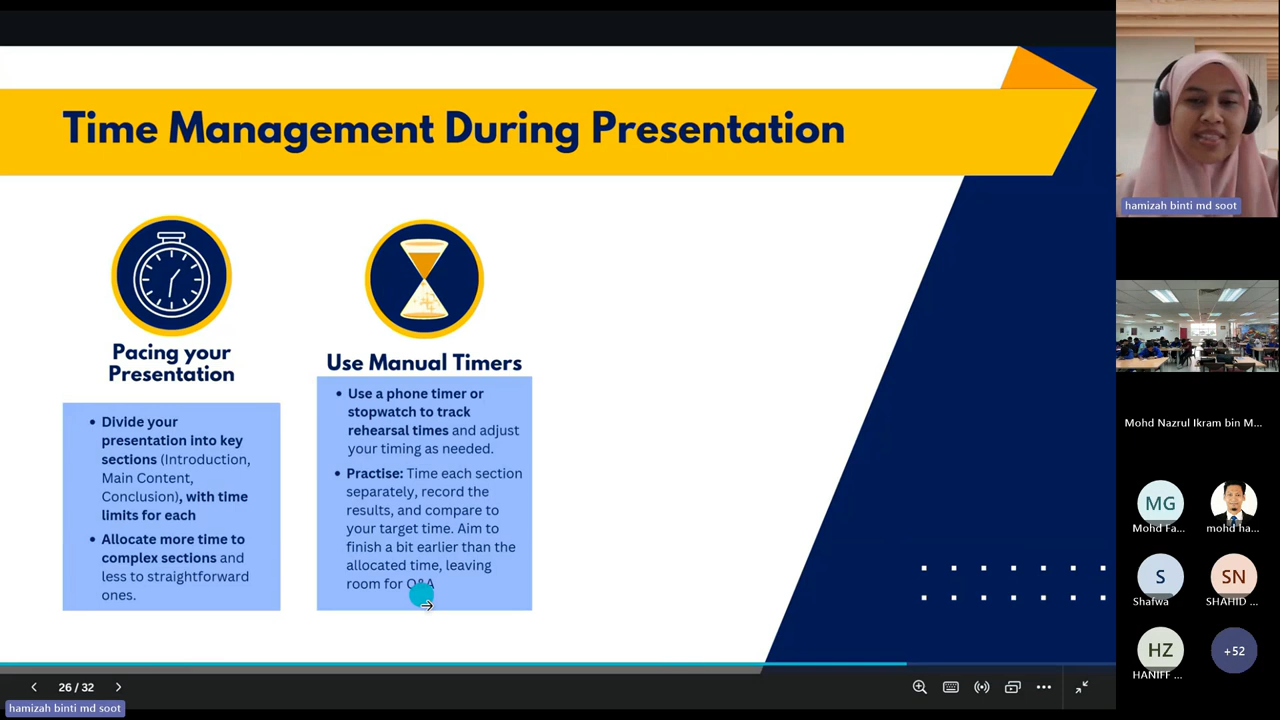 Time Management During Presentation
Pacing your
Presentation
• Divide your
presentation into key
sections (Introduction,
Main Content,
Conclusion), with time
limits for each
• Allocate more time to
complex sections and
less to straightforward
ones.
Use Manual Timers
• Use a phone timer or
stopwatch to track
rehearsal times and adjust
your timing as needed.
• Practise: Time each section
separately, record the
results, and compare to
your target time. Aim to
finish a bit earlier than the
allocated time, leaving
room for Q&A
26 / 32
hamizah binti md soot
hamizah binti md soot
Mohd Nazrul Ikram bin M...
MG
Mohd Fa...
mohd ha...
S
Shafwa
SN
SHAHID ...
HZ
HANIFF ...
+52